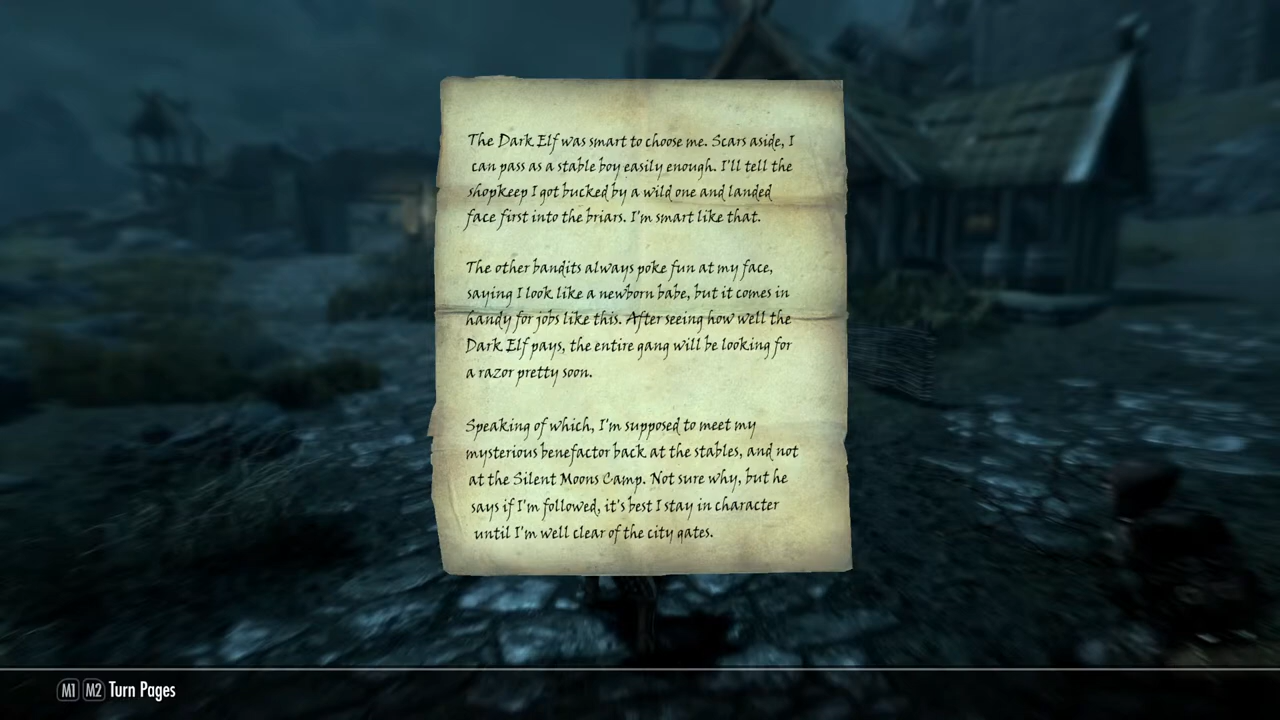 The Dark Elf was smart to choose me. Scars aside, I
can pass as a stable boy easily enough. I'll tell the
shopkeep I got bucked by a wild one and landed
face first into the briars. I'm smart like that.
The other bandits always poke fun at my face,
saying I look like a newborn babe, but it comes in
handy for jobs like this. After seeing how well the
Dark Elf pays, the entire gang will be looking for
a razor pretty soon.
Speaking of which, I'm supposed to meet my
mysterious benefactor back at the stables, and not
at the Silent Moons Camp. Not sure why, but he
says if I'm followed, it's best I stay in character
until I'm well clear of the city gates.
M1 M2 Turn Pages